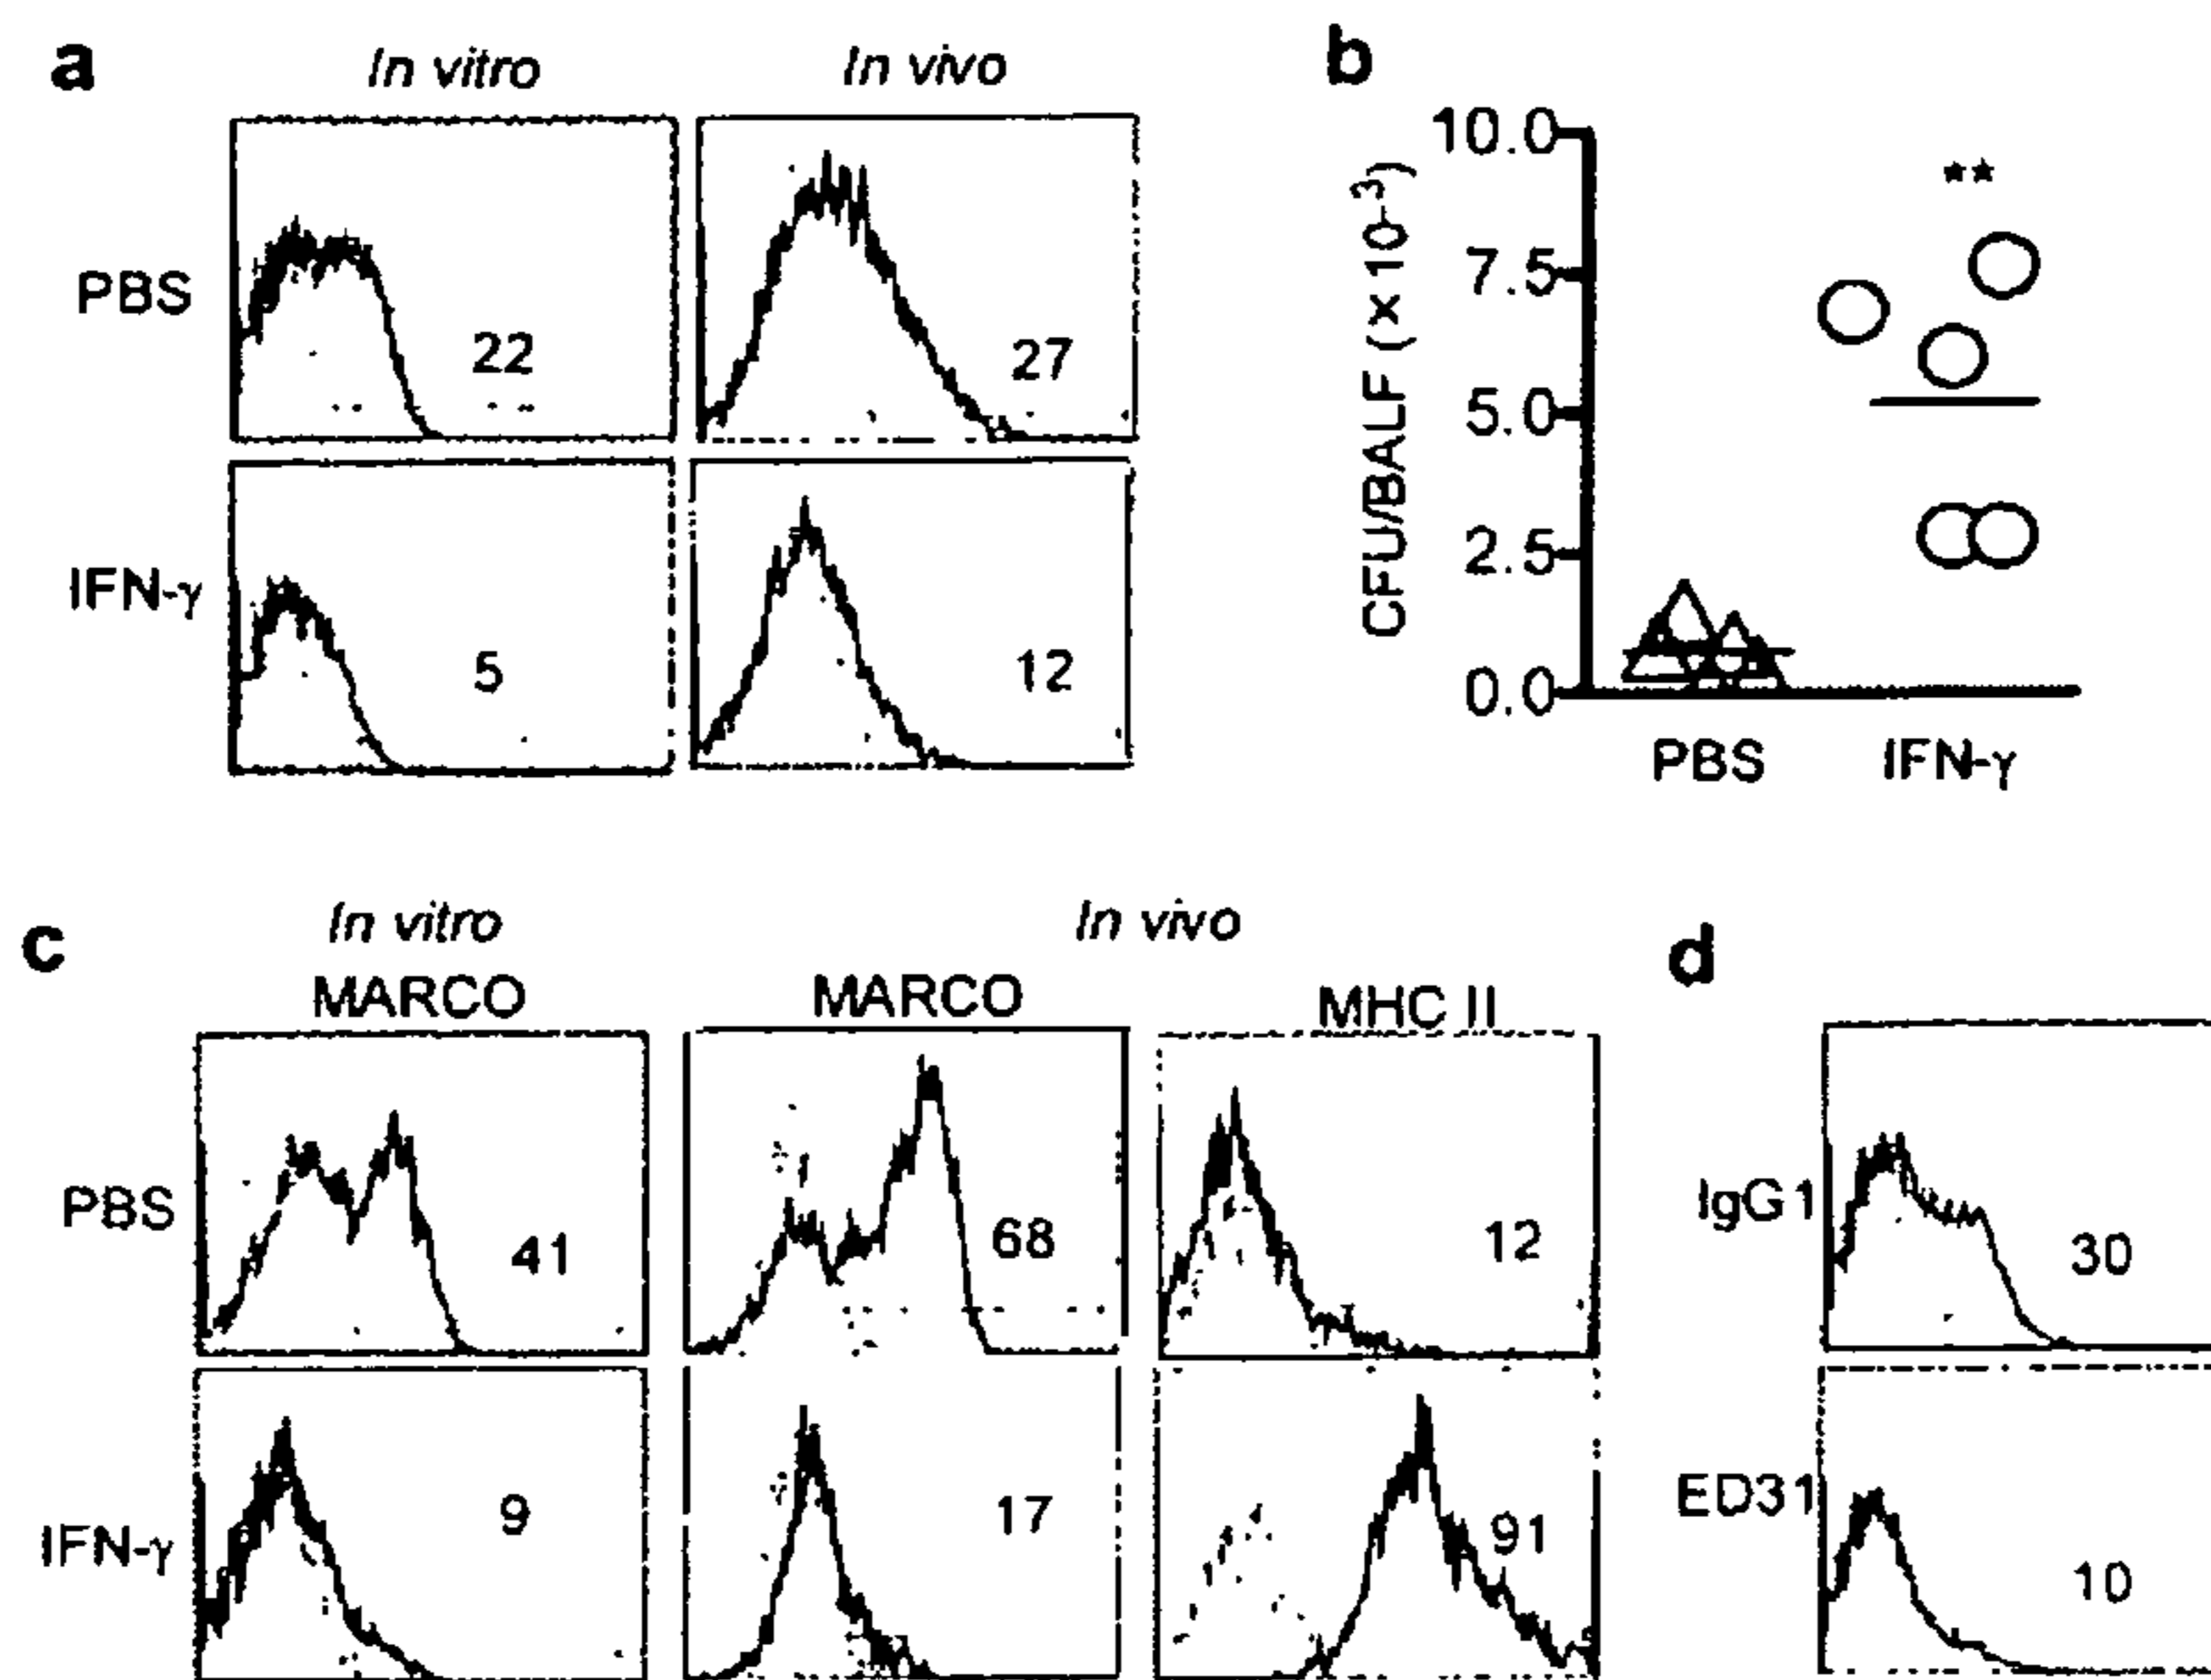 a
In vitro
In vivo
PBS
22
27
IFN-γ
5
12
b
CFU/BALF (× 10⁻³)
10.0
**
7.5
5.0
2.5
0.0
PBS
IFN-γ
c
In vitro
In vivo
MARCO
MARCO
MHC II
PBS
41
68
12
IFN-γ
9
17
91
d
IgG1
30
ED31
10